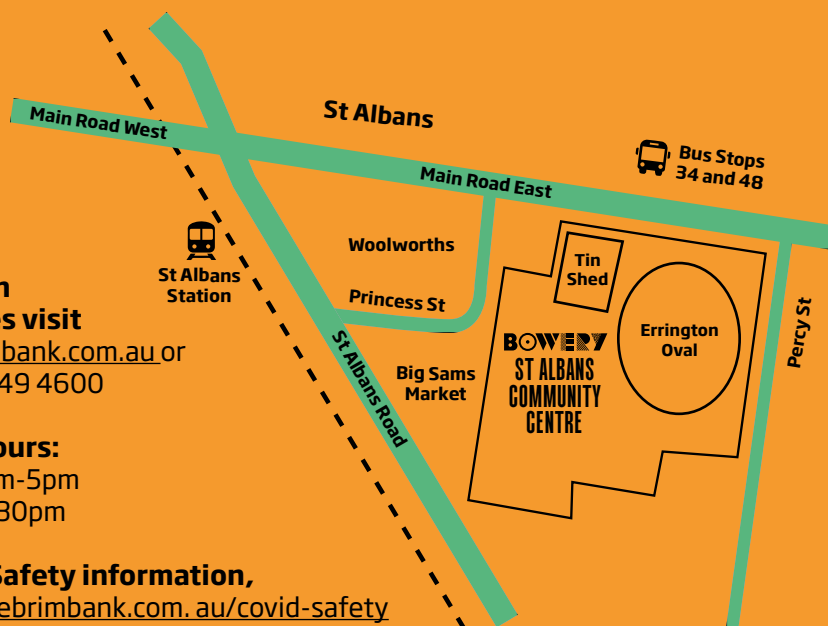 St Albans
Main Road West
Main Road East
Bus Stops
34 and 48
Woolworths
Tin
Shed
St Albans
Station
Princess St
Errington
Oval
Percy St
BOWERY
ST ALBANS
COMMUNITY
CENTRE
St Albans Road
Big Sams
Market
n
es visit
bank.com.au or
49 4600
ours:
m-5pm
30pm
Safety information,
ebrimbank.com. au/covid-safety